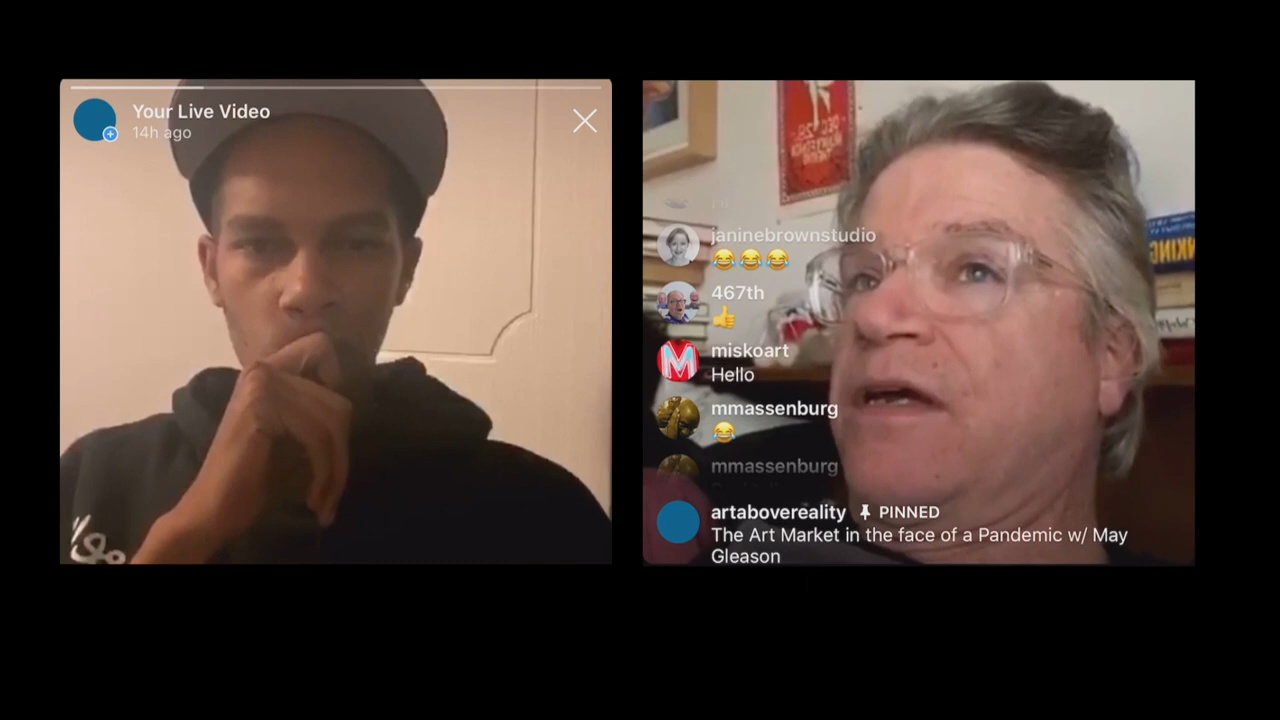 Your Live Video
14h ago
janinebrownstudio
😂😂😂
467th
👍
miskoart
M
Hello
mmassenburg
😂
mmassenburg
artabovereality PINNED
The Art Market in the face of a Pandemic w/ May
Gleason